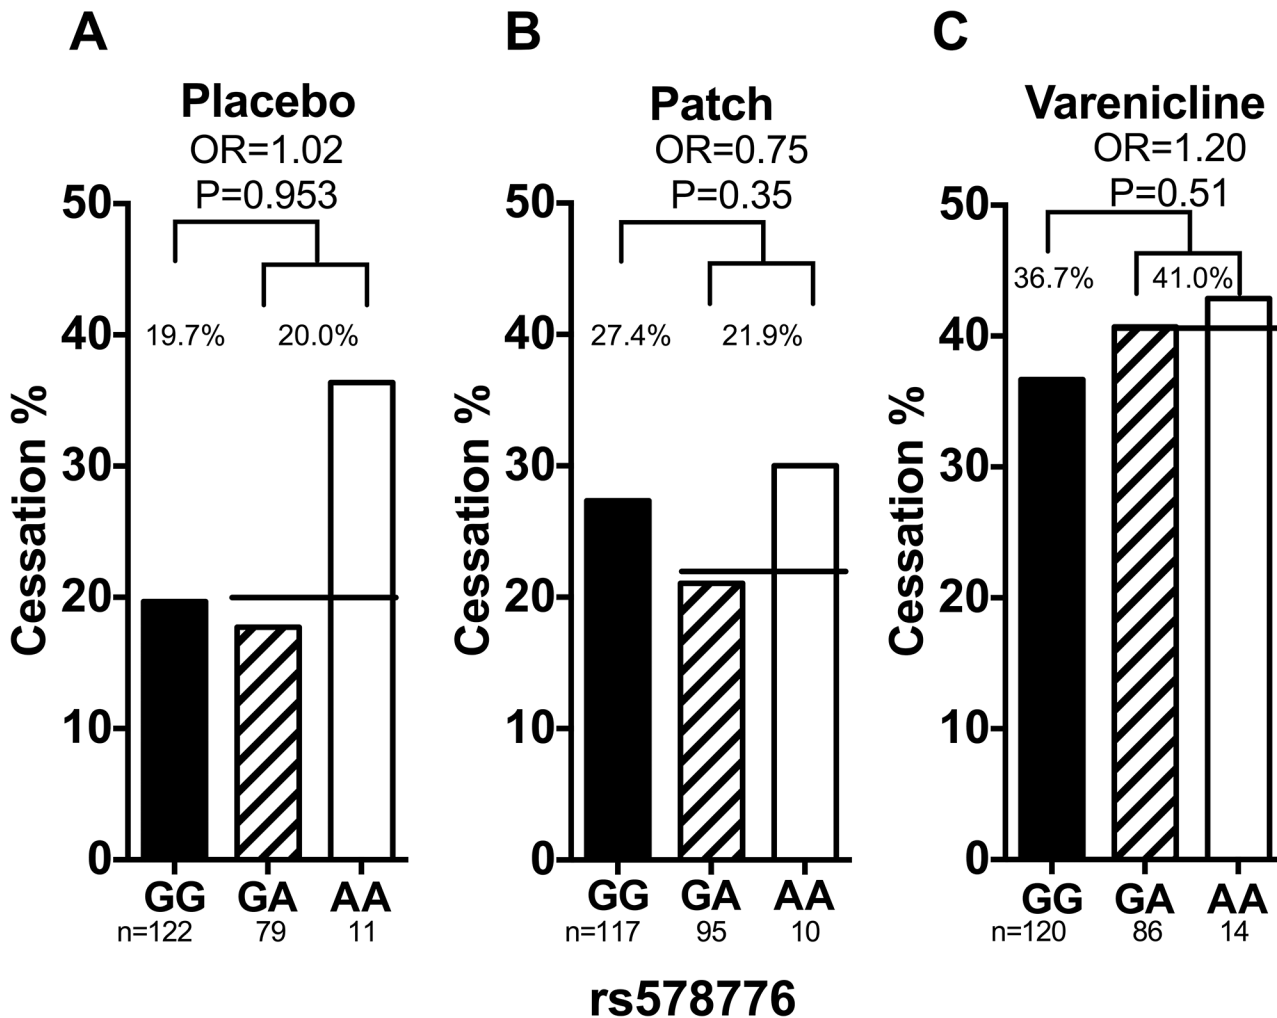 A
Placebo
OR=1.02
P=0.953
50
40
30
20
10
0
Cessation %
19.7%
20.0%
GG
GA
AA
n=122
79
11
B
Patch
OR=0.75
P=0.35
50
40
30
20
10
0
Cessation %
27.4%
21.9%
GG
GA
AA
n=117
95
10
C
Varenicline
OR=1.20
P=0.51
50
40
30
20
10
0
Cessation %
36.7%
41.0%
GG
GA
AA
n=120
86
14
rs578776